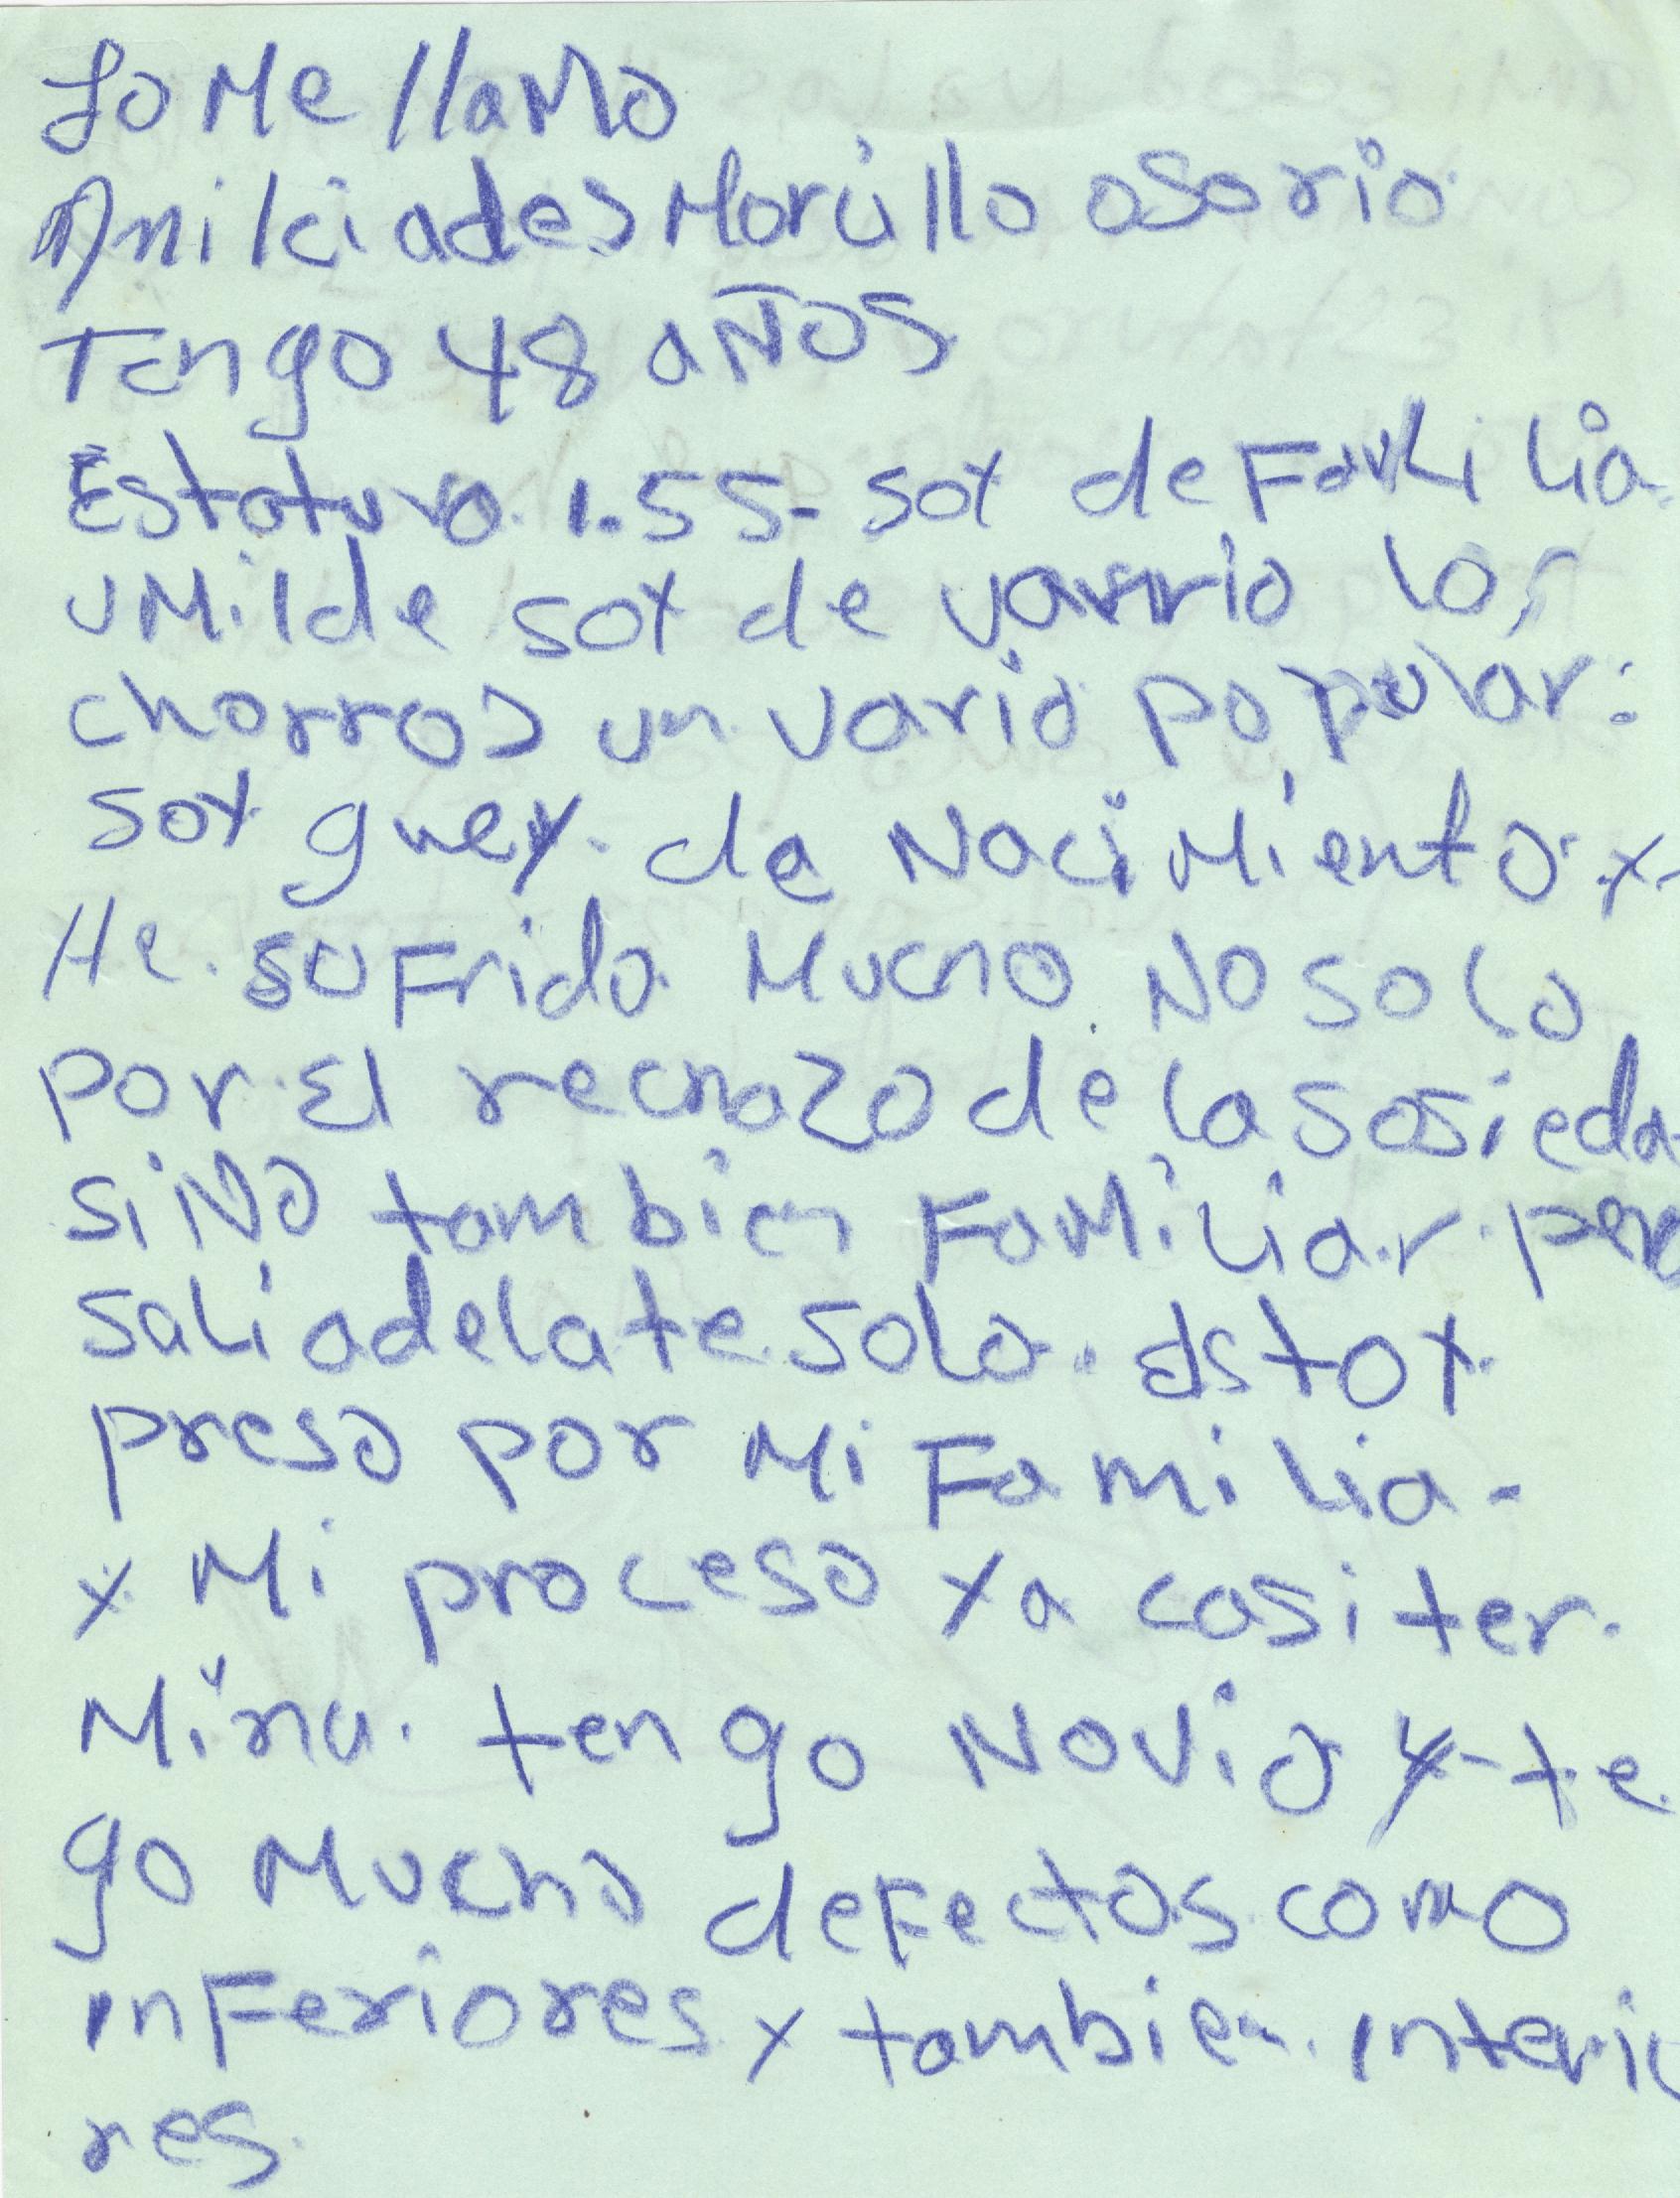 Yo Me llaMo
AMilciades Morúllo osorio
TEngo 48 aÑOS
Estatura 1.55- soy de FaMiLia
uMilde soy de varrio los
chorros un vario popular:
soy guey. de NaciMiento y-
He. suFrido Mucho No soLo
por El rechazo de La sosieda
siNo tambien FaMiLiar. pero
saLi adelate soLo. Estoy
preso por Mi FamiLia-
y Mi proceso ya casi ter-
Mina. tengo Novio y-te
go Mucho deFectos como
inFeriores y tambien. interio
res.